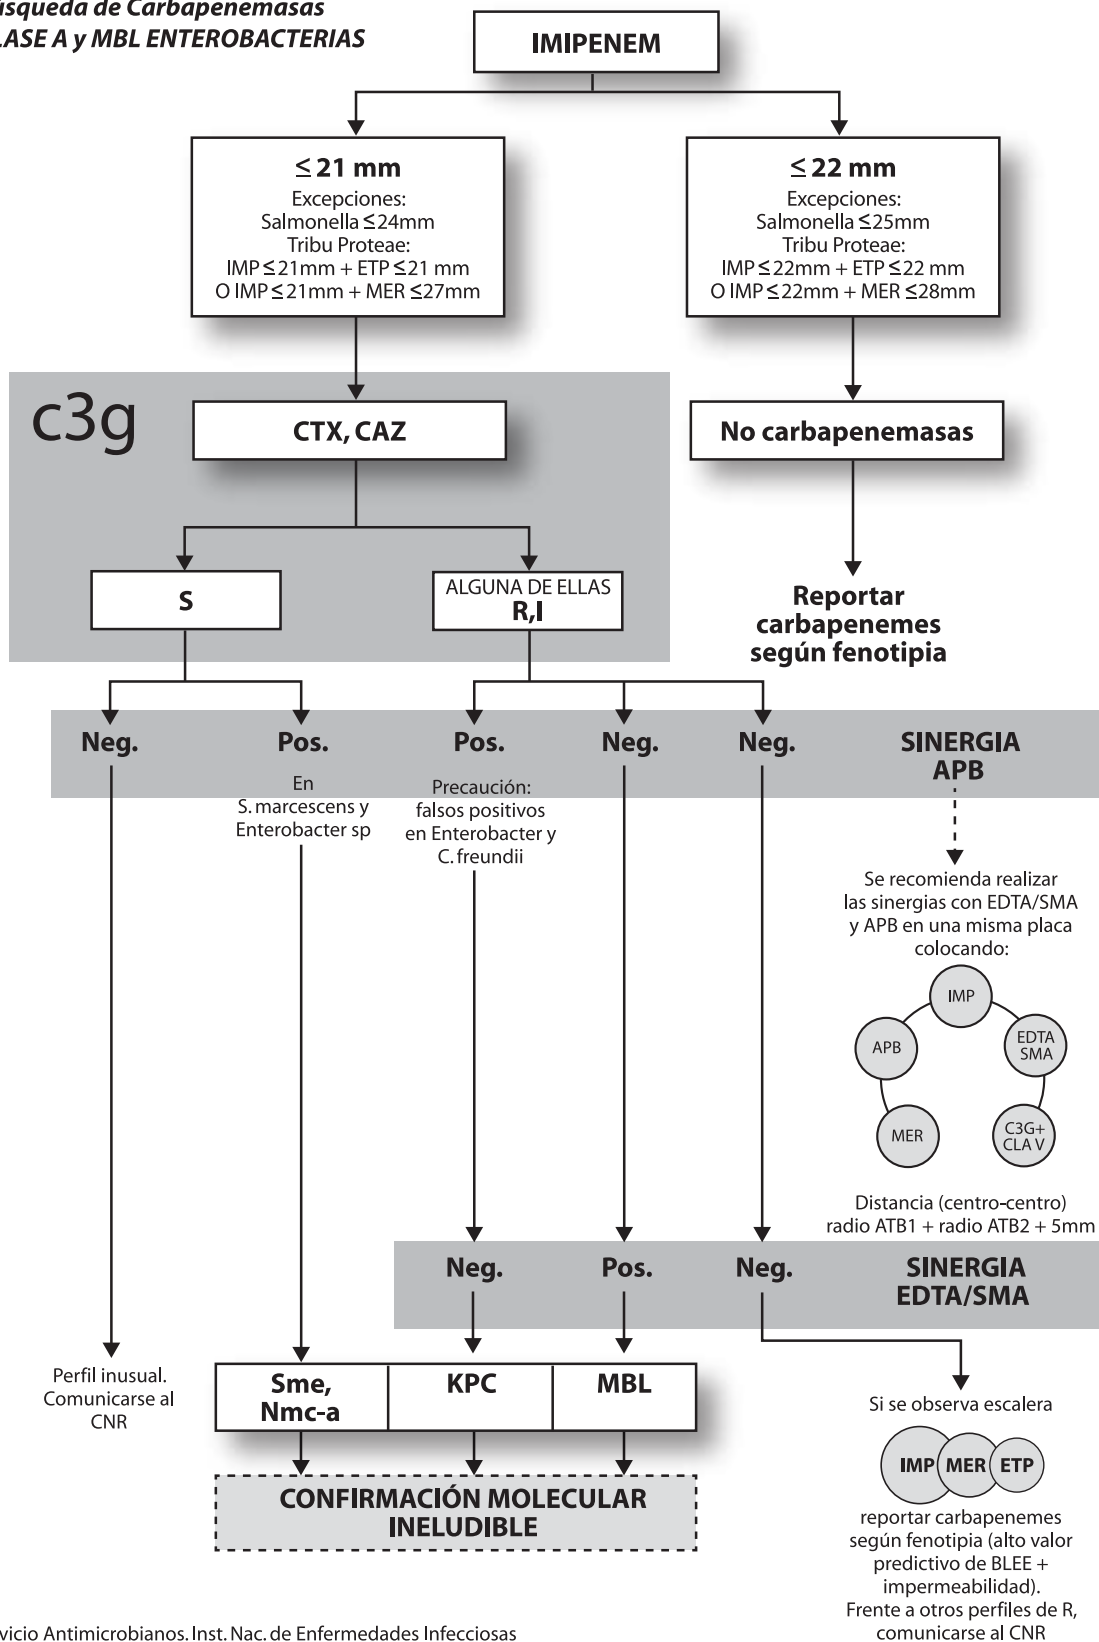 úsqueda de Carbapenemasas
LASE A y MBL ENTEROBACTERIAS
IMIPENEM
≤ 21 mm
Excepciones:
Salmonella ≤24mm
Tribu Proteae:
IMP ≤21mm + ETP ≤21 mm
O IMP ≤21mm + MER ≤27mm
≤ 22 mm
Excepciones:
Salmonella ≤25mm
Tribu Proteae:
IMP ≤22mm + ETP ≤22 mm
O IMP ≤22mm + MER ≤28mm
c3g
CTX, CAZ
No carbapenemasas
S
ALGUNA DE ELLAS
R,I
Reportar
carbapenemes
según fenotipia
Neg.
Pos.
Pos.
Neg.
Neg.
SINERGIA
APB
En
S. marcescens y
Enterobacter sp
Precaución:
falsos positivos
en Enterobacter y
C. freundii
Se recomienda realizar
las sinergias con EDTA/SMA
y APB en una misma placa
colocando:
IMP
APB
EDTA
SMA
MER
C3G+
CLA V
Distancia (centro-centro)
radio ATB1 + radio ATB2 + 5mm
Neg.
Pos.
Neg.
SINERGIA
EDTA/SMA
Perfil inusual.
Comunicarse al
CNR
Sme,
Nmc-a
KPC
MBL
Si se observa escalera
IMP
MER
ETP
CONFIRMACIÓN MOLECULAR
INELUDIBLE
reportar carbapenemes
según fenotipia (alto valor
predictivo de BLEE +
impermeabilidad).
Frente a otros perfiles de R,
comunicarse al CNR
vicio Antimicrobianos. Inst. Nac. de Enfermedades Infecciosas